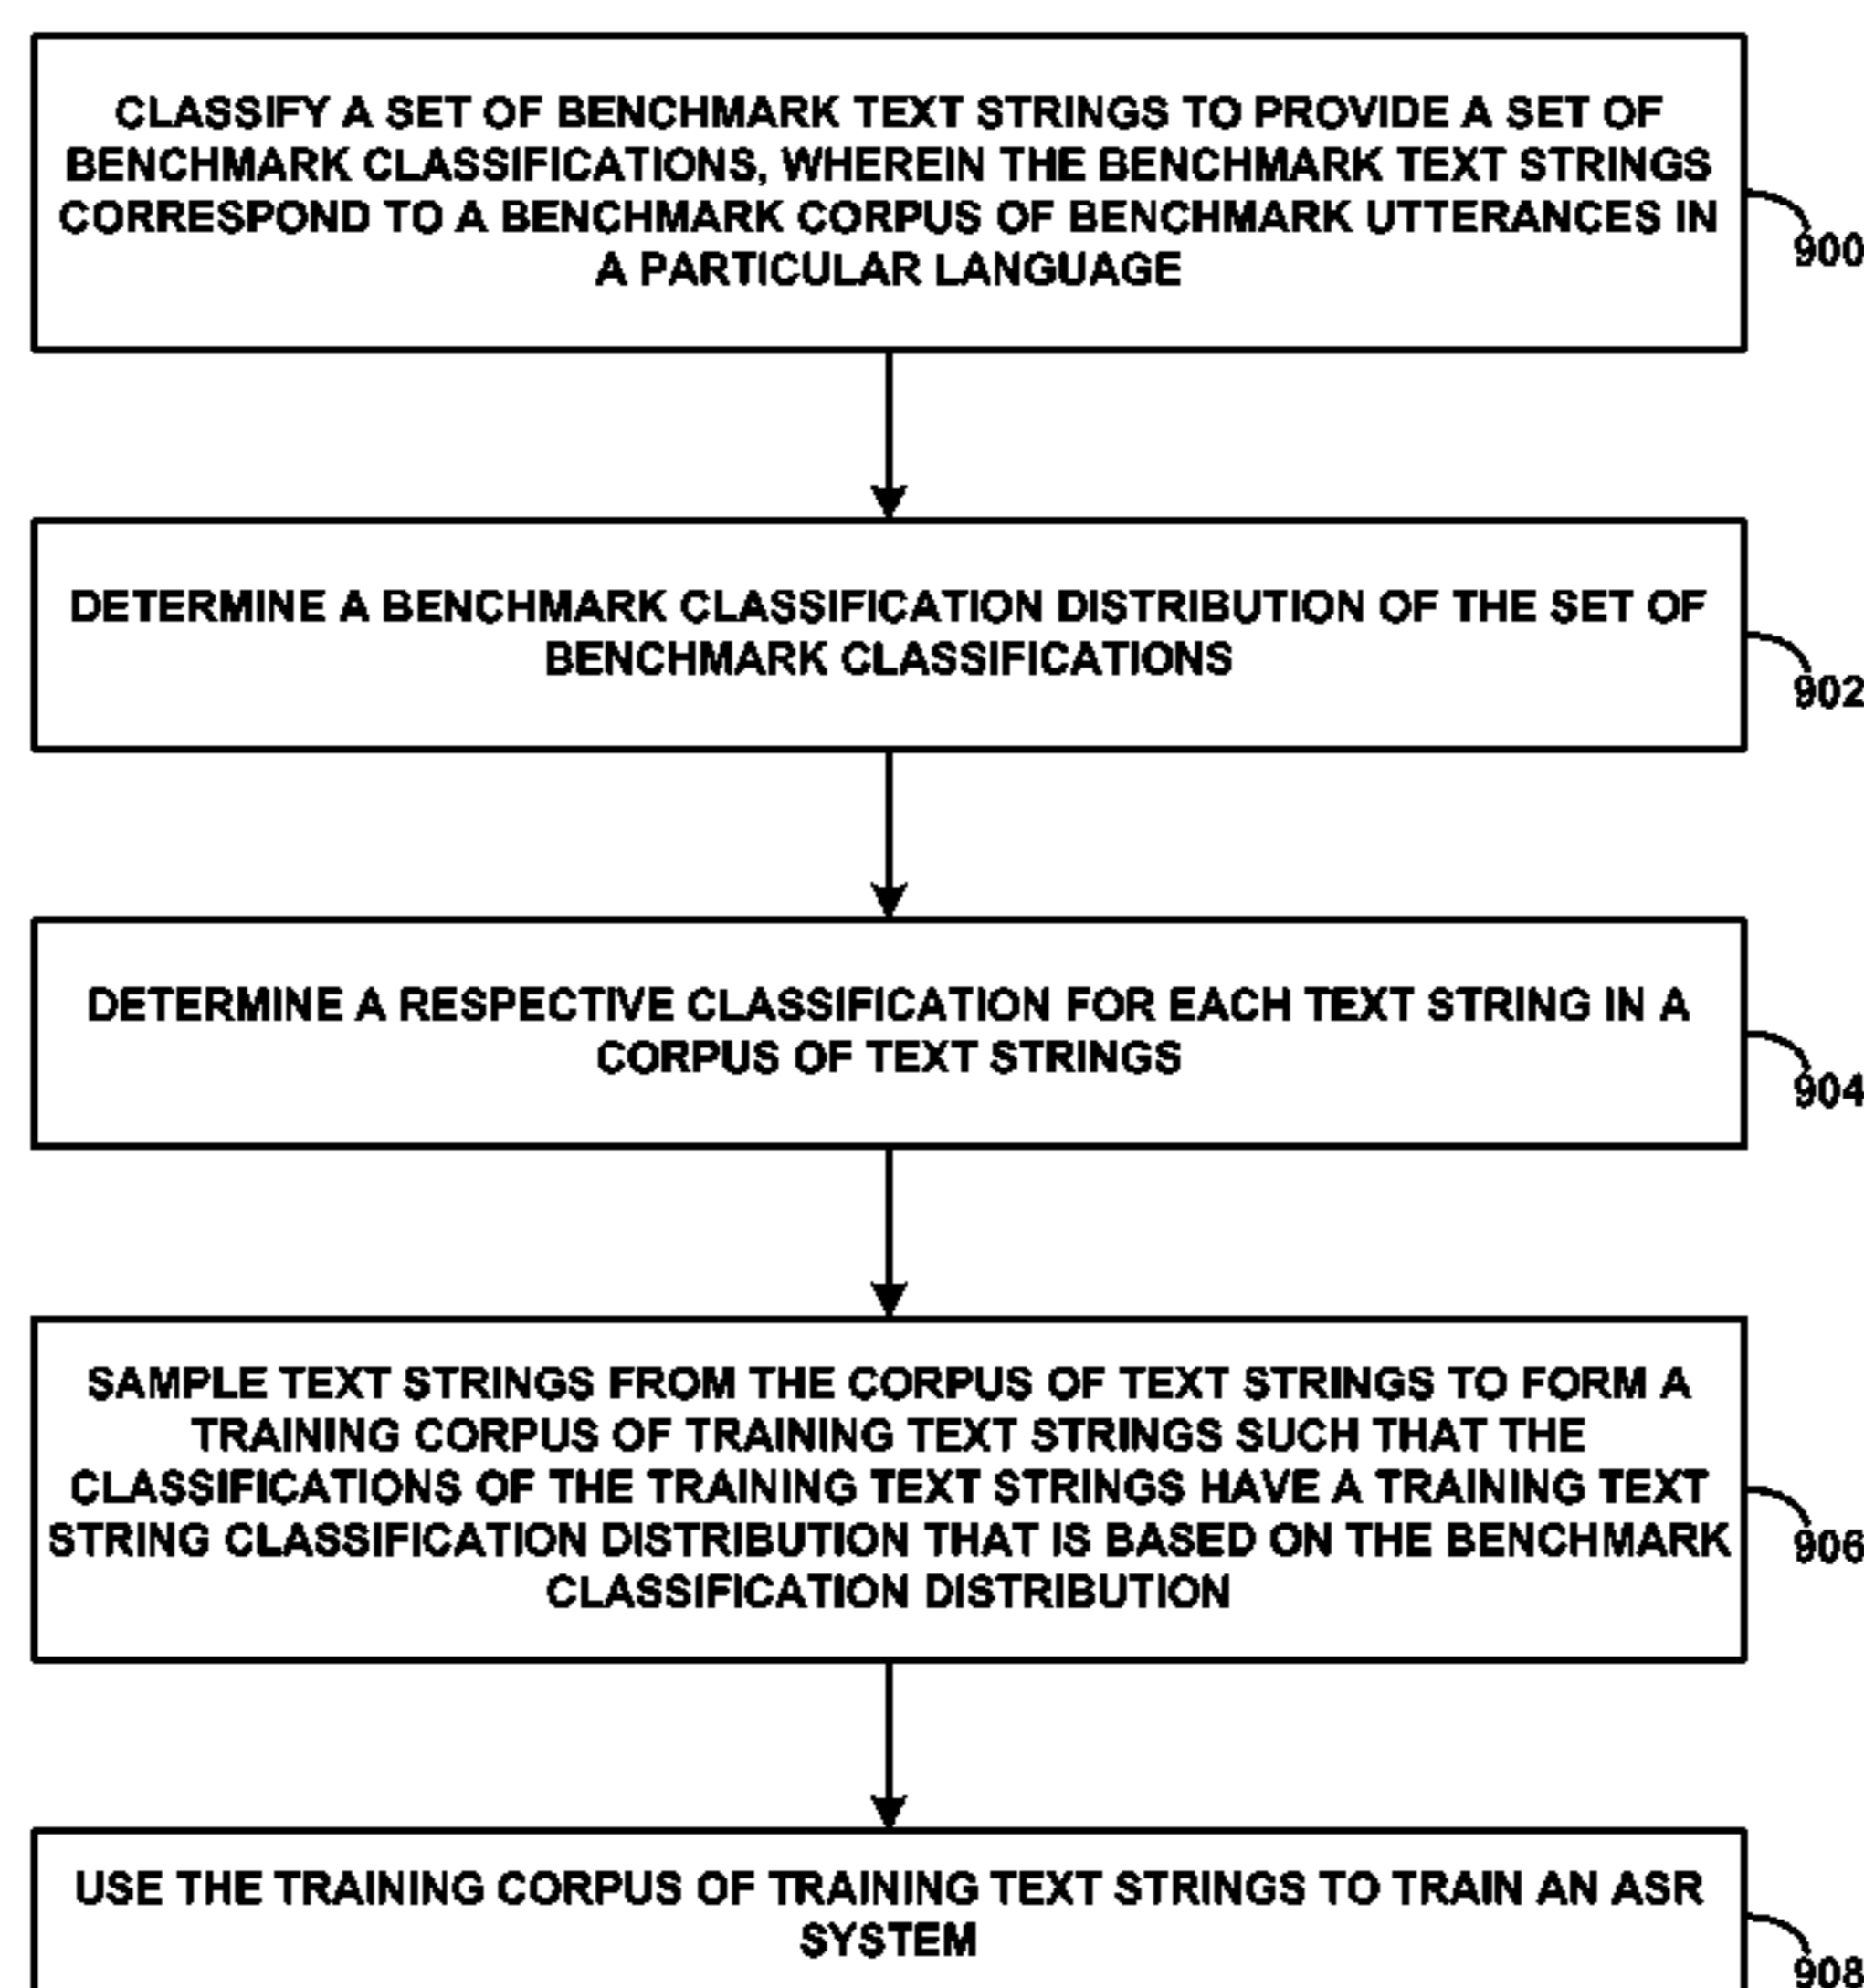 CLASSIFY A SET OF BENCHMARK TEXT STRINGS TO PROVIDE A SET OF
BENCHMARK CLASSIFICATIONS, WHEREIN THE BENCHMARK TEXT STRINGS
CORRESPOND TO A BENCHMARK CORPUS OF BENCHMARK UTTERANCES IN
A PARTICULAR LANGUAGE
900
DETERMINE A BENCHMARK CLASSIFICATION DISTRIBUTION OF THE SET OF
BENCHMARK CLASSIFICATIONS
902
DETERMINE A RESPECTIVE CLASSIFICATION FOR EACH TEXT STRING IN A
CORPUS OF TEXT STRINGS
904
SAMPLE TEXT STRINGS FROM THE CORPUS OF TEXT STRINGS TO FORM A
TRAINING CORPUS OF TRAINING TEXT STRINGS SUCH THAT THE
CLASSIFICATIONS OF THE TRAINING TEXT STRINGS HAVE A TRAINING TEXT
STRING CLASSIFICATION DISTRIBUTION THAT IS BASED ON THE BENCHMARK
CLASSIFICATION DISTRIBUTION
906
USE THE TRAINING CORPUS OF TRAINING TEXT STRINGS TO TRAIN AN ASR
SYSTEM
908